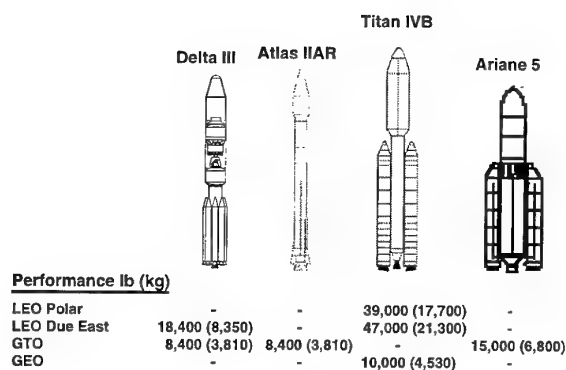 Titan IVB
Delta III Atlas IIAR Ariane 5
Performance lb (kg)
LEO Polar - - 39,000 (17,700) -
LEO Due East 18,400 (8,350) - 47,000 (21,300) -
GTO 8,400 (3,810) 8,400 (3,810) - 15,000 (6,800)
GEO - - 10,000 (4,530) -